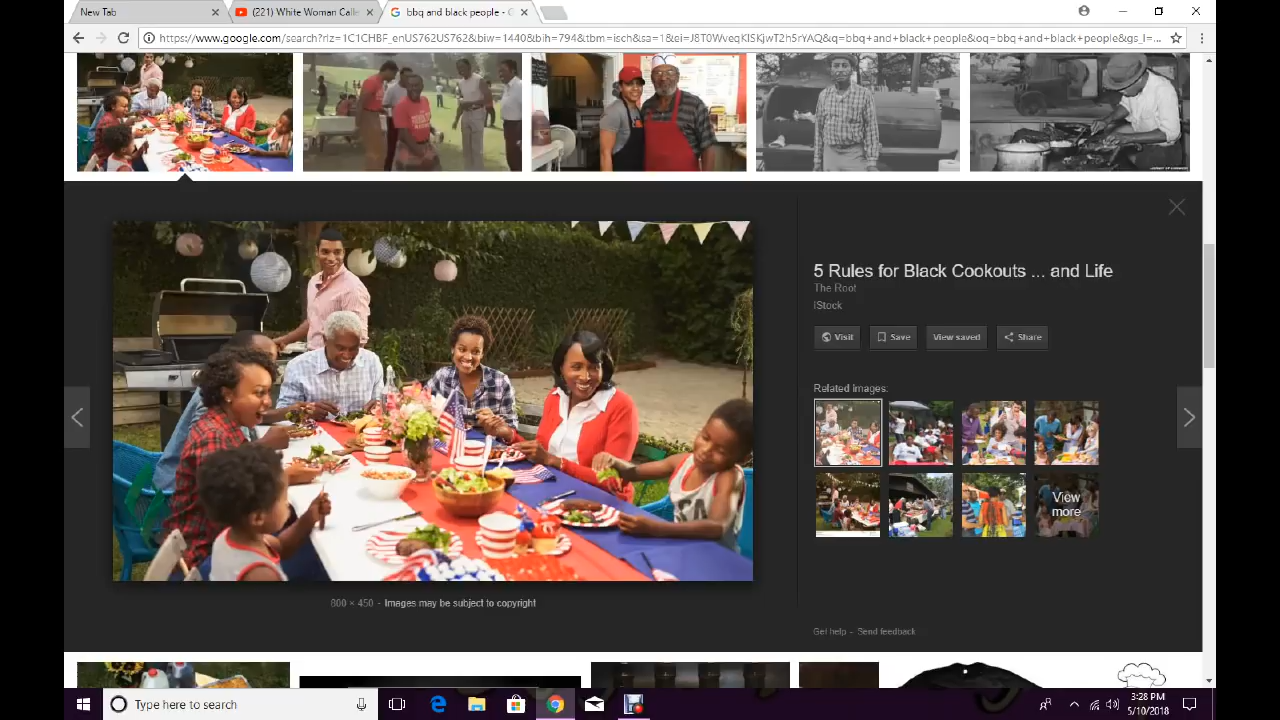 New Tab
(221) White Woman Calle
bbq and black people - G
https://www.google.com/search?rlz=1C1CHBF_enUS762US762&biw=1440&bih=794&tbm=isch&sa=1&ei=J8T0WveqKISKjwT2h5rYAQ&q=bbq+and+black+people&oq=bbq+and+black+people&gs_l=...
5 Rules for Black Cookouts ... and Life
The Root
IStock
Visit
Save
View saved
Share
Related images:
View
more
800 × 450 - Images may be subject to copyright
Get help - Send feedback
Type here to search
3:28 PM
5/10/2018